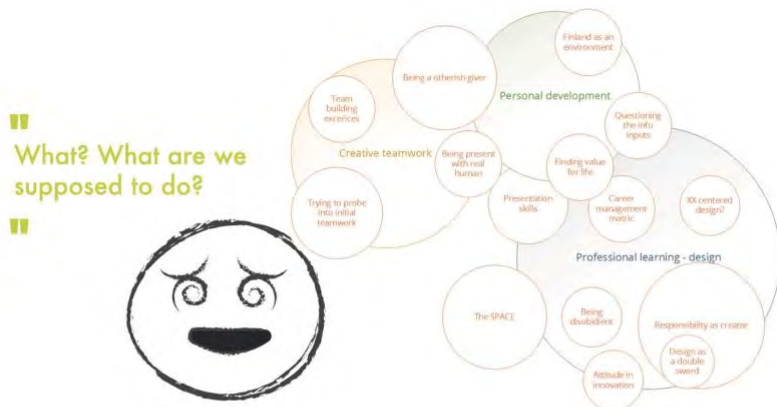 "
What? What are we
supposed to do?
"
Finland as an
environment
Being a otherish giver
Personal development
Team
building
excercices
Questioning
the info
inputs
Creative teamwork
Being present
with real
human
Finding value
for life
Trying to probe
into initial
teamwork
Presentation
skills
Career
management
matric
XX centered
design?
Professional learning - design
The SPACE
Being
disobidient
Responsibility as creator
Design as
a double
sword
Attitude in
innovation